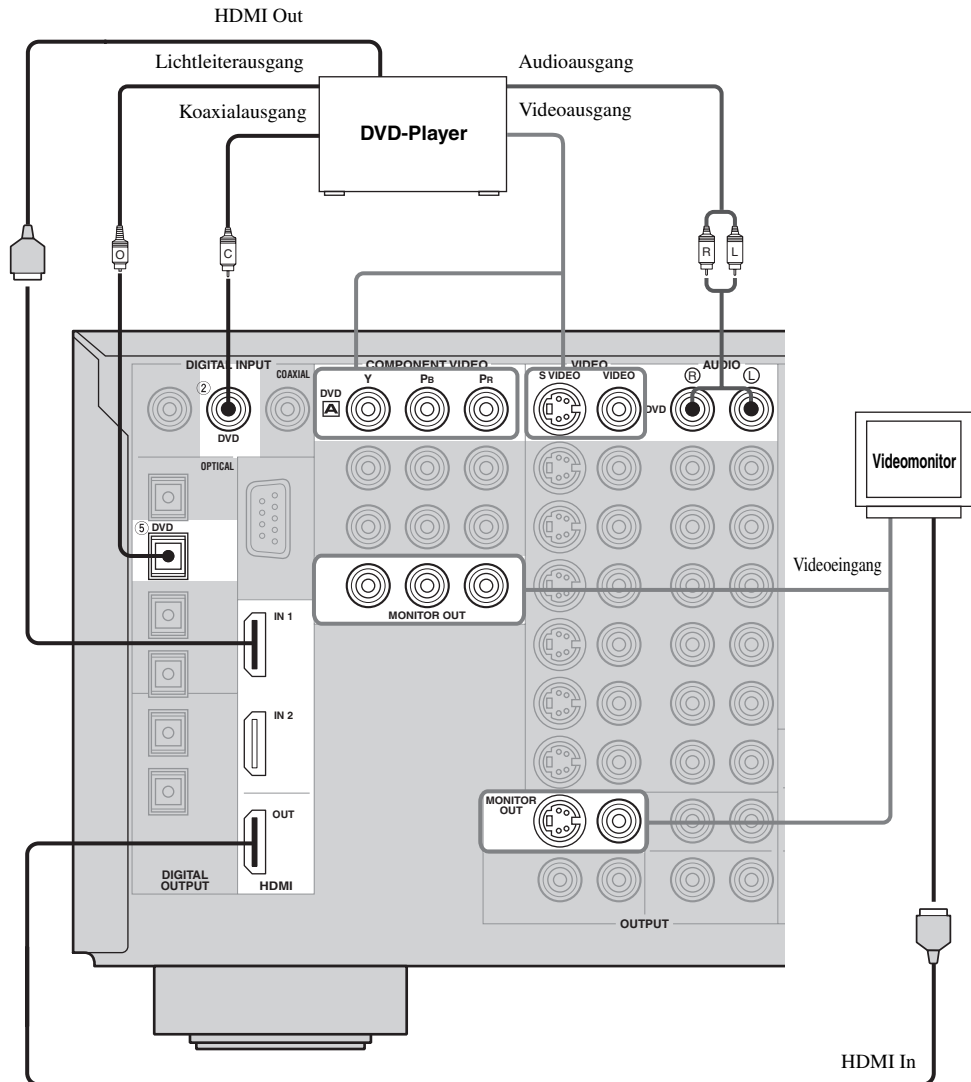 HDMI Out
Lichtleiterausgang
Audioausgang
Koaxialausgang
Videoausgang
DVD-Player
O
C
R
L
DIGITAL INPUT
COMPONENT VIDEO
VIDEO
AUDIO
COAXIAL
Y
PB
PR
S VIDEO
VIDEO
R
L
2
DVD
A
DVD
DVD
OPTICAL
Videomonitor
5 DVD
Videoeingang
IN 1
MONITOR OUT
IN 2
MONITOR
OUT
OUT
DIGITAL
OUTPUT
HDMI
OUTPUT
HDMI In